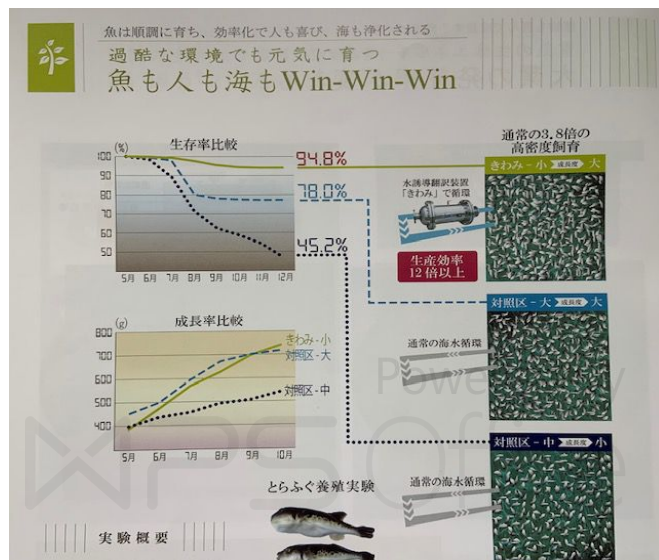 魚は順調に育ち、効率化で人も喜び、海も浄化される
過酷な環境でも元気に育つ
魚も人も海もWin-Win-Win
生存率比較
(%)
100
90
80
70
60
50
5月 6月 7月 8月 9月 10月 11月 12月
94.8%
78.0%
45.2%
通常の3.8倍の
高密度飼育
きわみ - 小 成長度 大
水誘導翻訳装置
「きわみ」で循環
生産効率
12倍以上
対照区 - 大 成長度 大
通常の海水循環
対照区 - 中 成長度 小
通常の海水循環
成長率比較
(g)
800
700
600
500
400
5月 6月 7月 8月 9月 10月
きわみ-小
対照区-大
対照区-中
とらふぐ養殖実験
実験概要